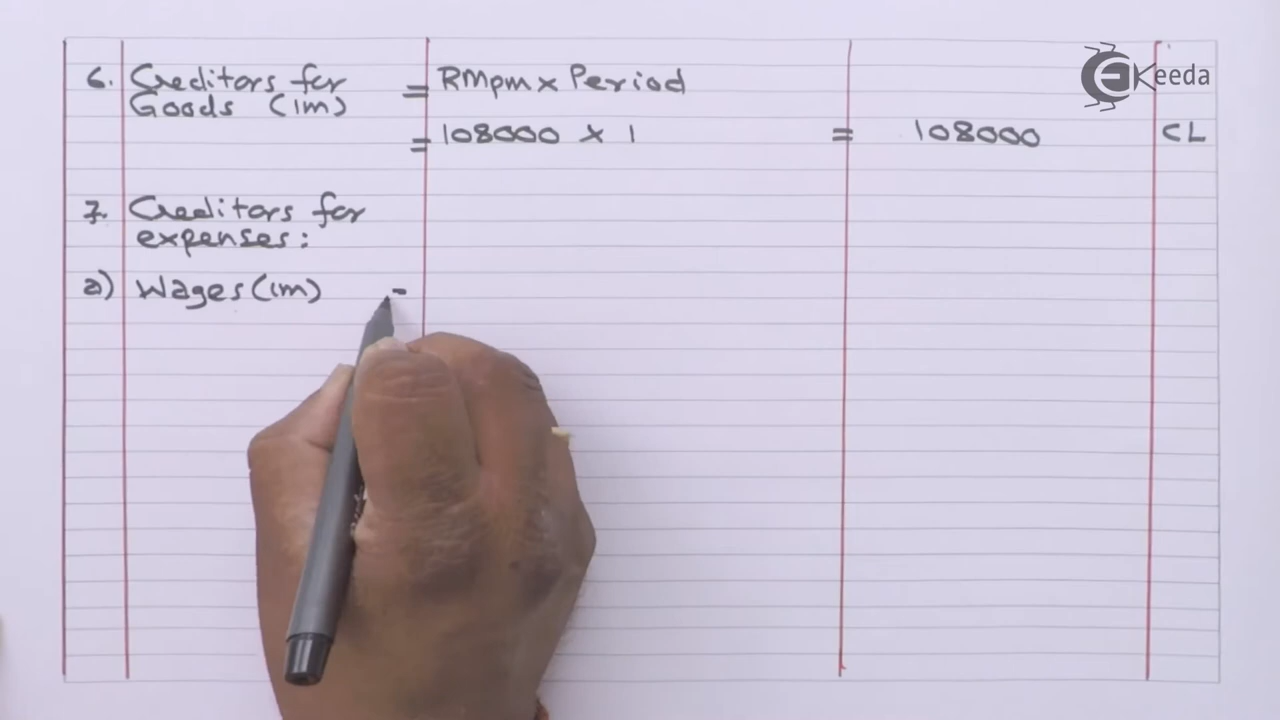 6. Creditors for = RMpm x Period
Goods (1m)
= 108000 x 1 = 108000 CL
7. Creditors for
expenses:
a) Wages (1m) -
EKeeda